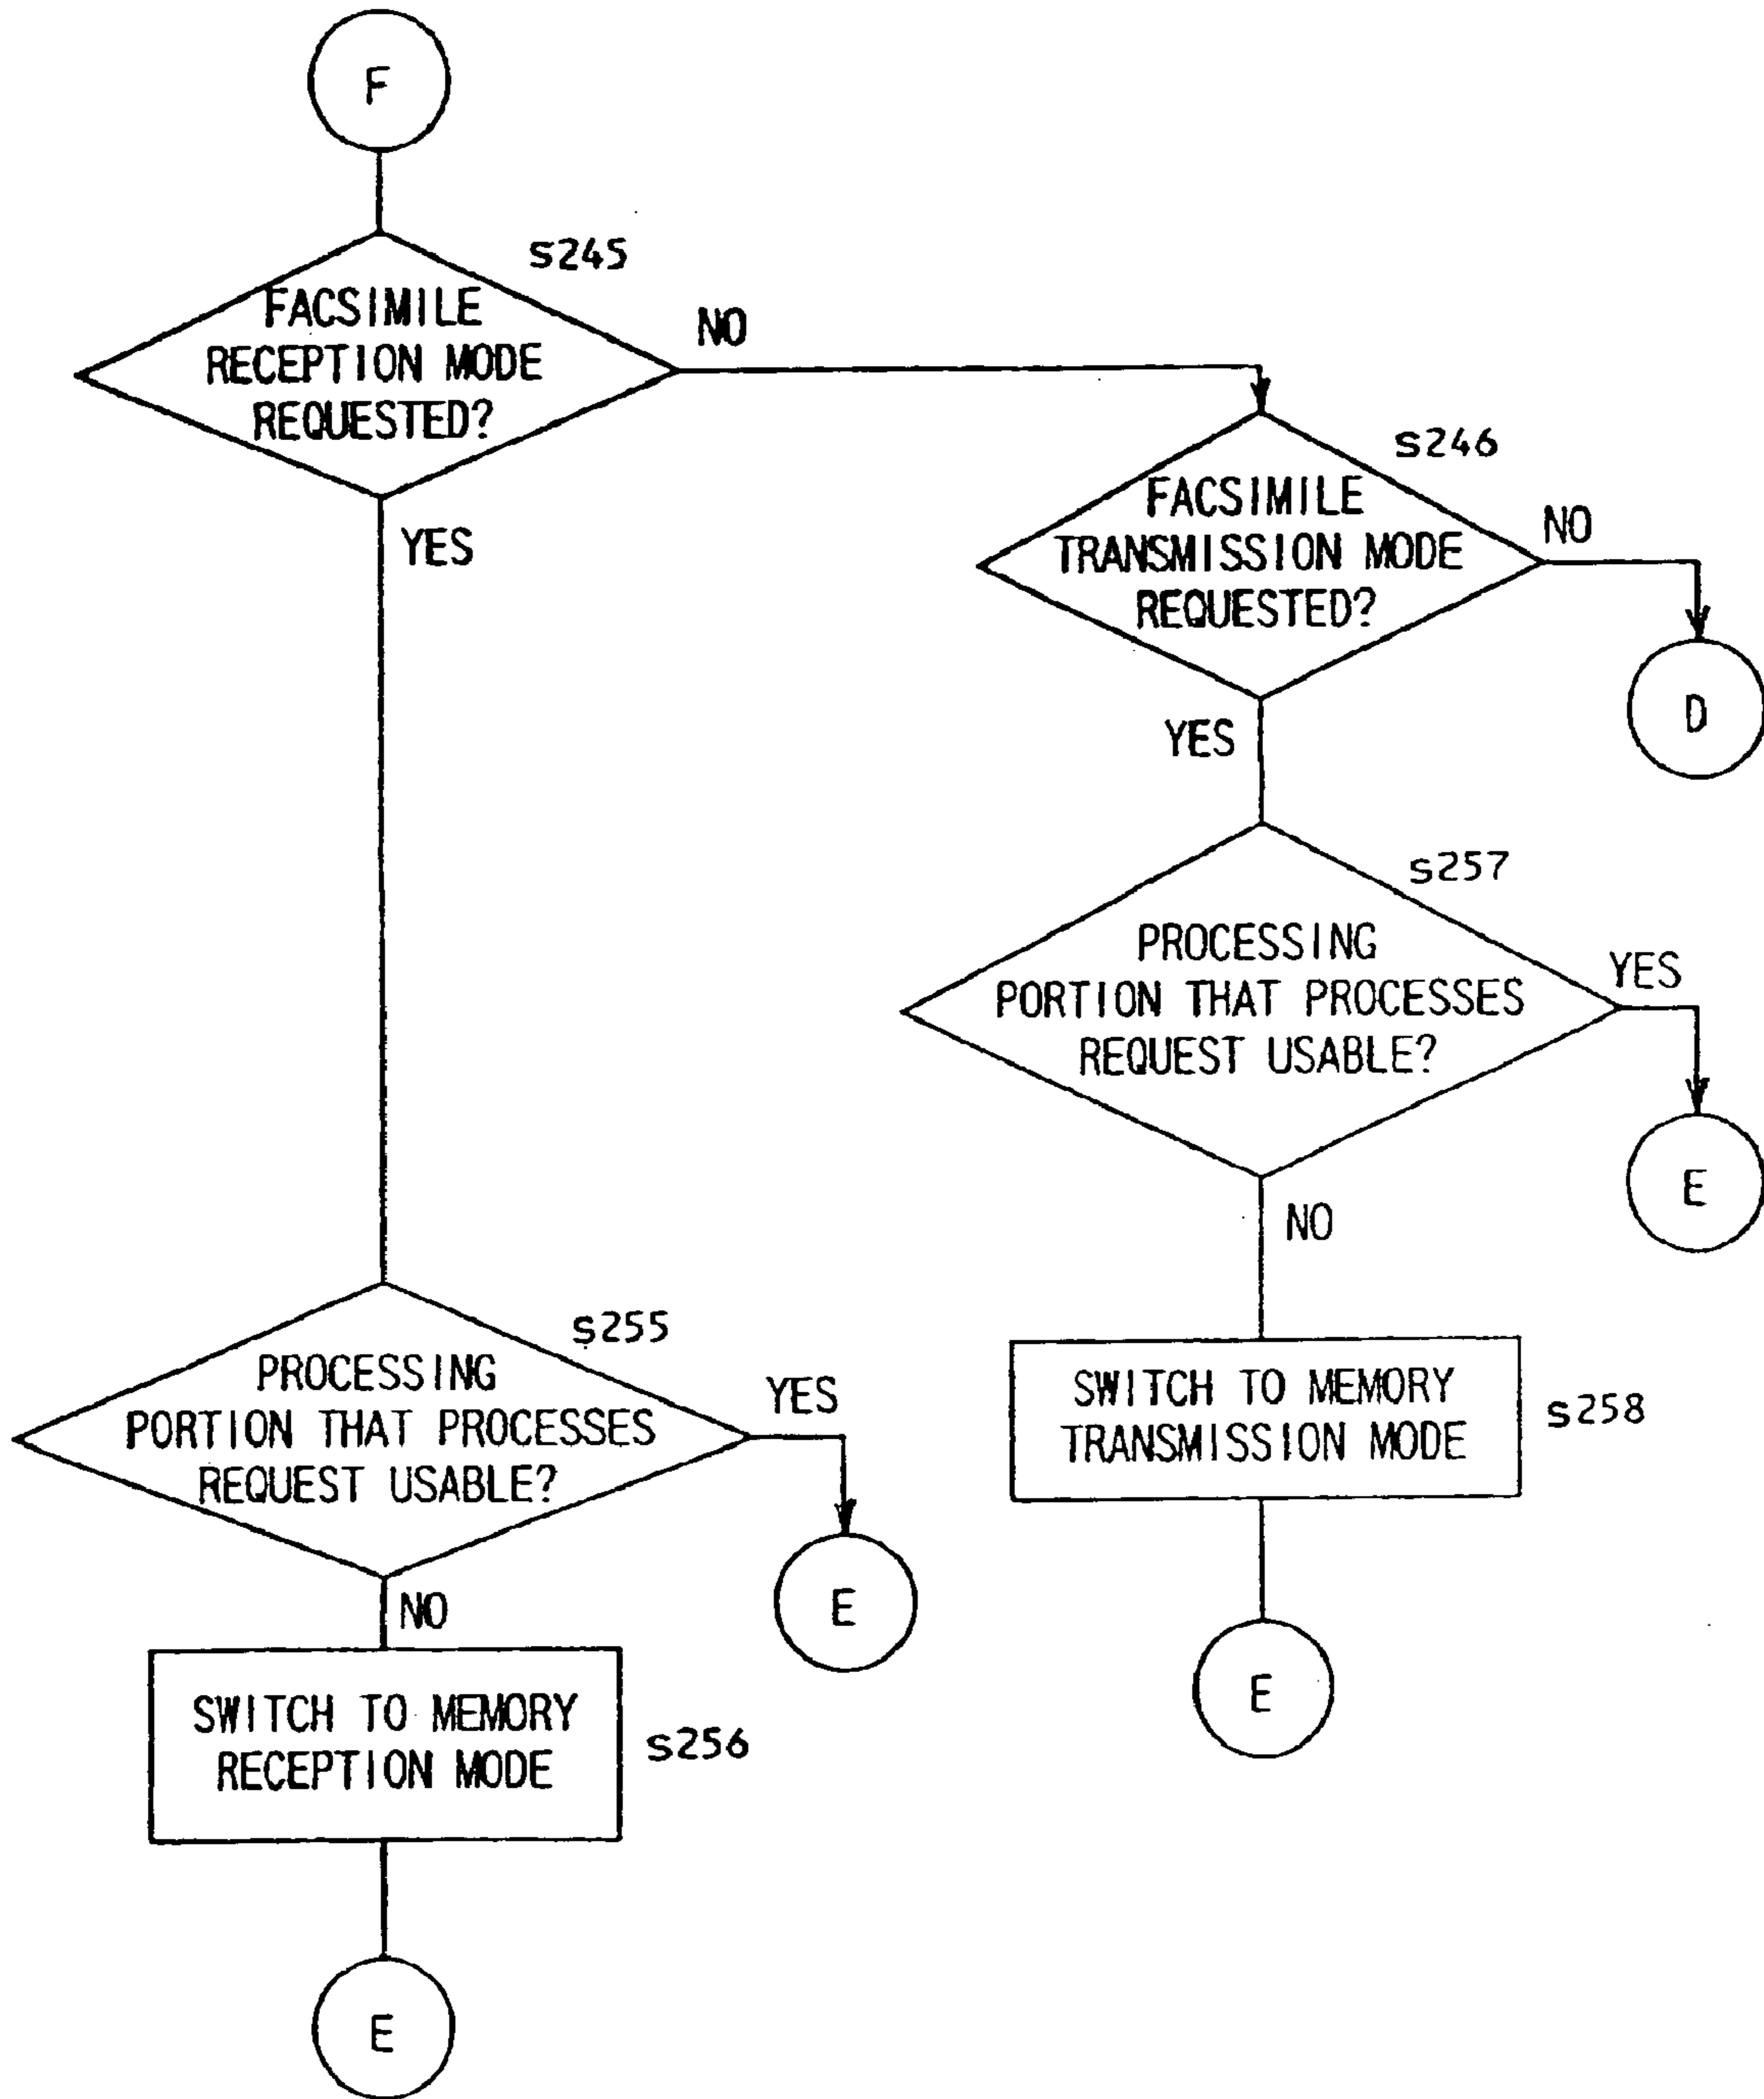 F
S245
FACSIMILE
RECEPTION MODE
REQUESTED?
NO
YES
S246
FACSIMILE
TRANSMISSION MODE
REQUESTED?
NO
D
YES
S257
PROCESSING
PORTION THAT PROCESSES
REQUEST USABLE?
YES
E
NO
SWITCH TO MEMORY
TRANSMISSION MODE
S258
E
S255
PROCESSING
PORTION THAT PROCESSES
REQUEST USABLE?
YES
E
NO
SWITCH TO MEMORY
RECEPTION MODE
S256
E